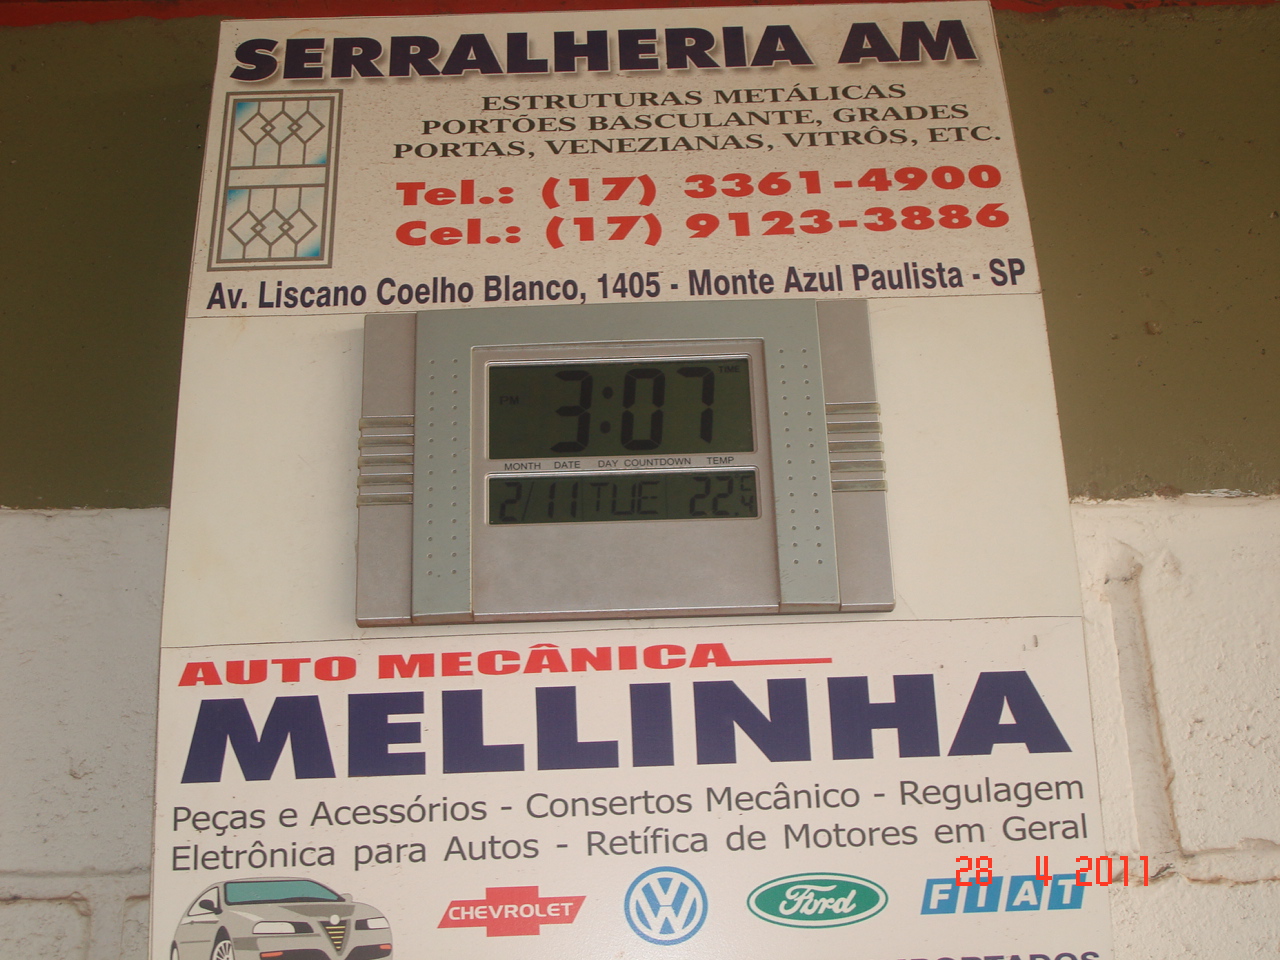 SERRALHERIA AM
ESTRUTURAS METÁLICAS
PORTÕES BASCULANTE, GRADES
PORTAS, VENEZIANAS, VITRÔS, ETC.
Tel.: (17) 3361-4900
Cel.: (17) 9123-3886
Av. Liscano Coelho Blanco, 1405 - Monte Azul Paulista - SP
TIME
PM 3:07
MONTH DATE DAY COUNTDOWN TEMP
2/11 TUE 22.4°C
AUTO MECÂNICA
MELLINHA
Peças e Acessórios - Consertos Mecânico - Regulagem
Eletrônica para Autos - Retífica de Motores em Geral
CHEVROLET VW Ford FIAT
28 4 2011